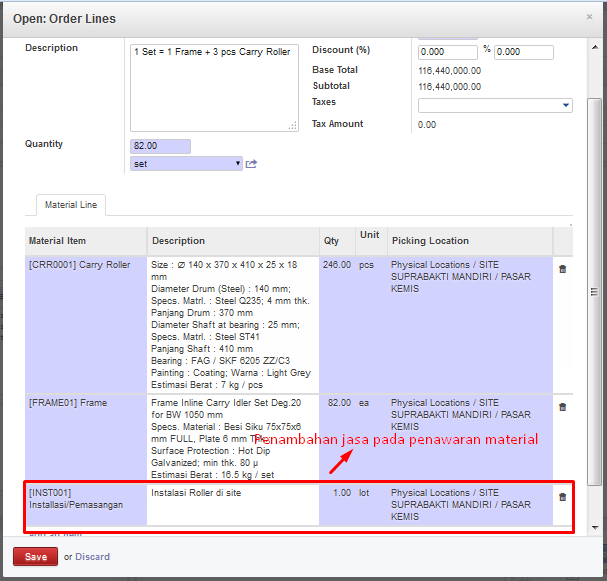 Open: Order Lines
×
Description
1 Set = 1 Frame + 3 pcs Carry Roller
Discount (%)
0.000 % 0.000
Base Total
116,440,000.00
Subtotal
116,440,000.00
Taxes
Tax Amount
0.00
Quantity
82.00
set
Material Line
Material Item Description Qty Unit Picking Location
[CRR0001] Carry Roller
Size : Ø 140 x 370 x 410 x 25 x 18
mm
Diameter Drum (Steel) : 140 mm;
Specs. Matrl. : Steel Q235; 4 mm thk.
Panjang Drum : 370 mm
Diameter Shaft at bearing : 25 mm;
Specs. Matrl. : Steel ST41
Panjang Shaft : 410 mm
Bearing : FAG / SKF 6205 ZZ/C3
Painting : Coating; Warna : Light Grey
Estimasi Berat : 7 kg / pcs
246.00 pcs
Physical Locations / SITE
SUPRABAKTI MANDIRI / PASAR
KEMIS
[FRAME01] Frame
Frame Inline Carry Idler Set Deg.20
for BW 1050 mm
Specs. Material : Besi Siku 75x75x6
mm FULL, Plate 6 mm
Surface Protection : Hot Dip
Galvanized; min thk. 80 µ
Estimasi Berat : 16.5 kg / set
82.00 ea
Physical Locations / SITE
SUPRABAKTI MANDIRI / PASAR
KEMIS
Penambahan jasa pada penawaran material
[INST001]
Installasi/Pemasangan
Instalasi Roller di site
1.00 lot
Physical Locations / SITE
SUPRABAKTI MANDIRI / PASAR
KEMIS
Save or Discard